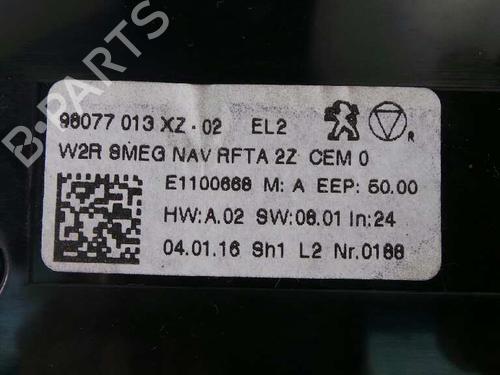 98077 013 XZ - 02 EL2
R
W2R SMEG NAV RFTA 2Z CEM 0
E1100668 M: A EEP: 50.00
HW:A.02 SW:06.01 In:24
04.01.16 Sh1 L2 Nr.0188
B-PARTS